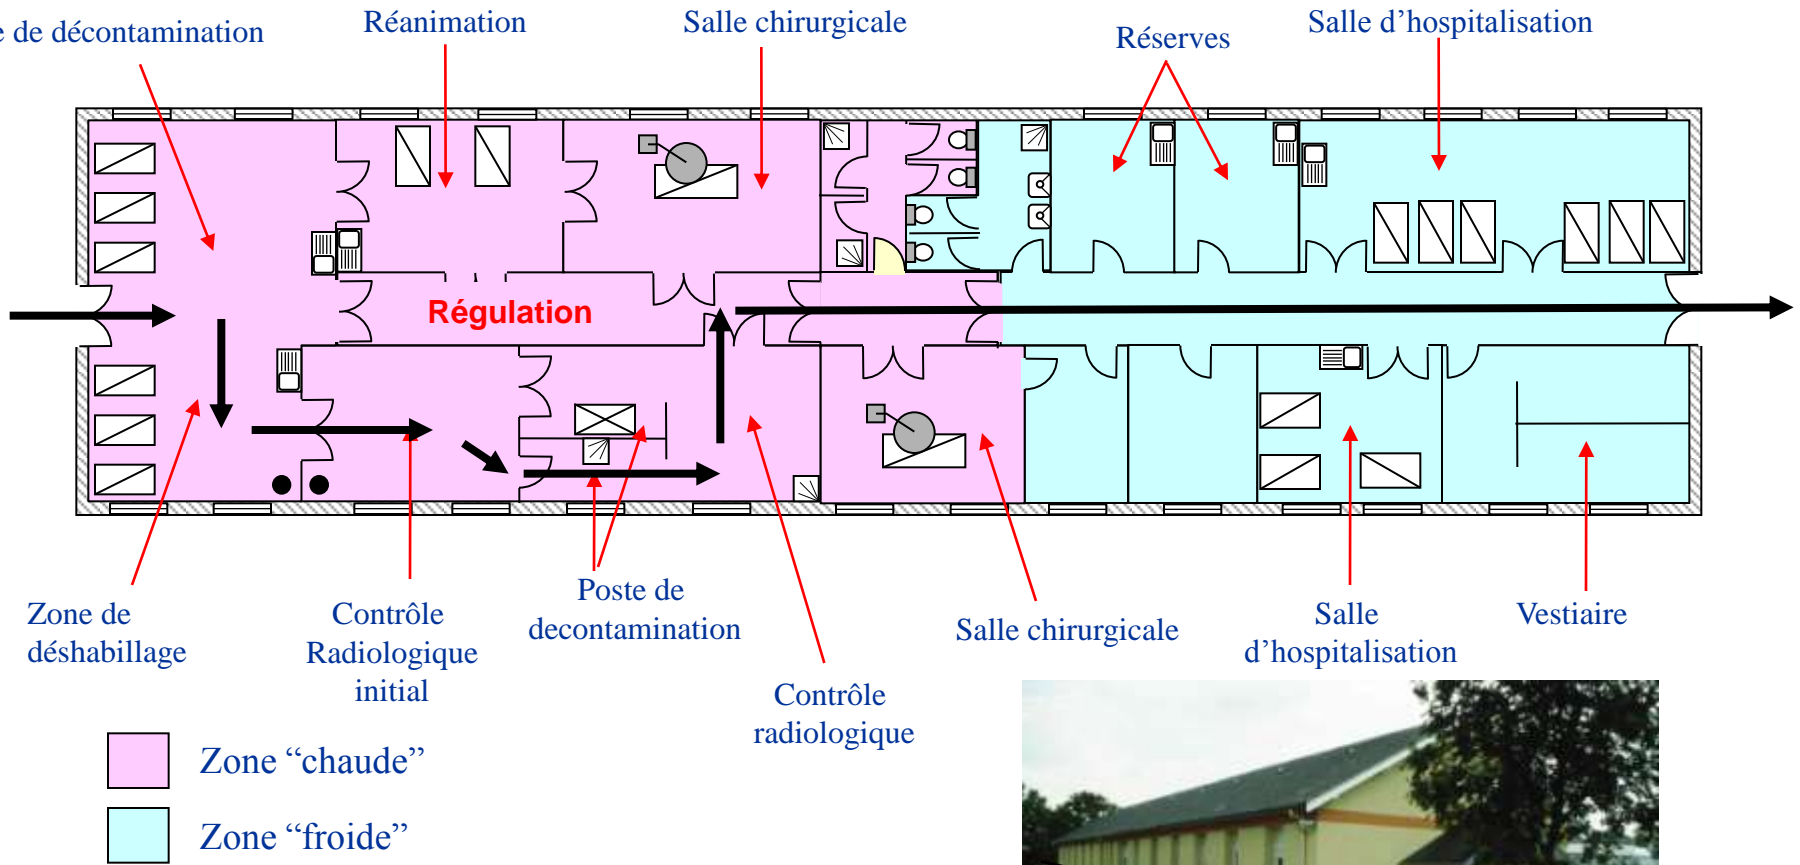 de décontamination
Réanimation
Salle chirurgicale
Réserves
Salle d’hospitalisation
Régulation
Zone de
déshabillage
Contrôle
Radiologique
initial
Poste de
decontamination
Contrôle
radiologique
Salle chirurgicale
Salle
d’hospitalisation
Vestiaire
Zone “chaude”
Zone “froide”